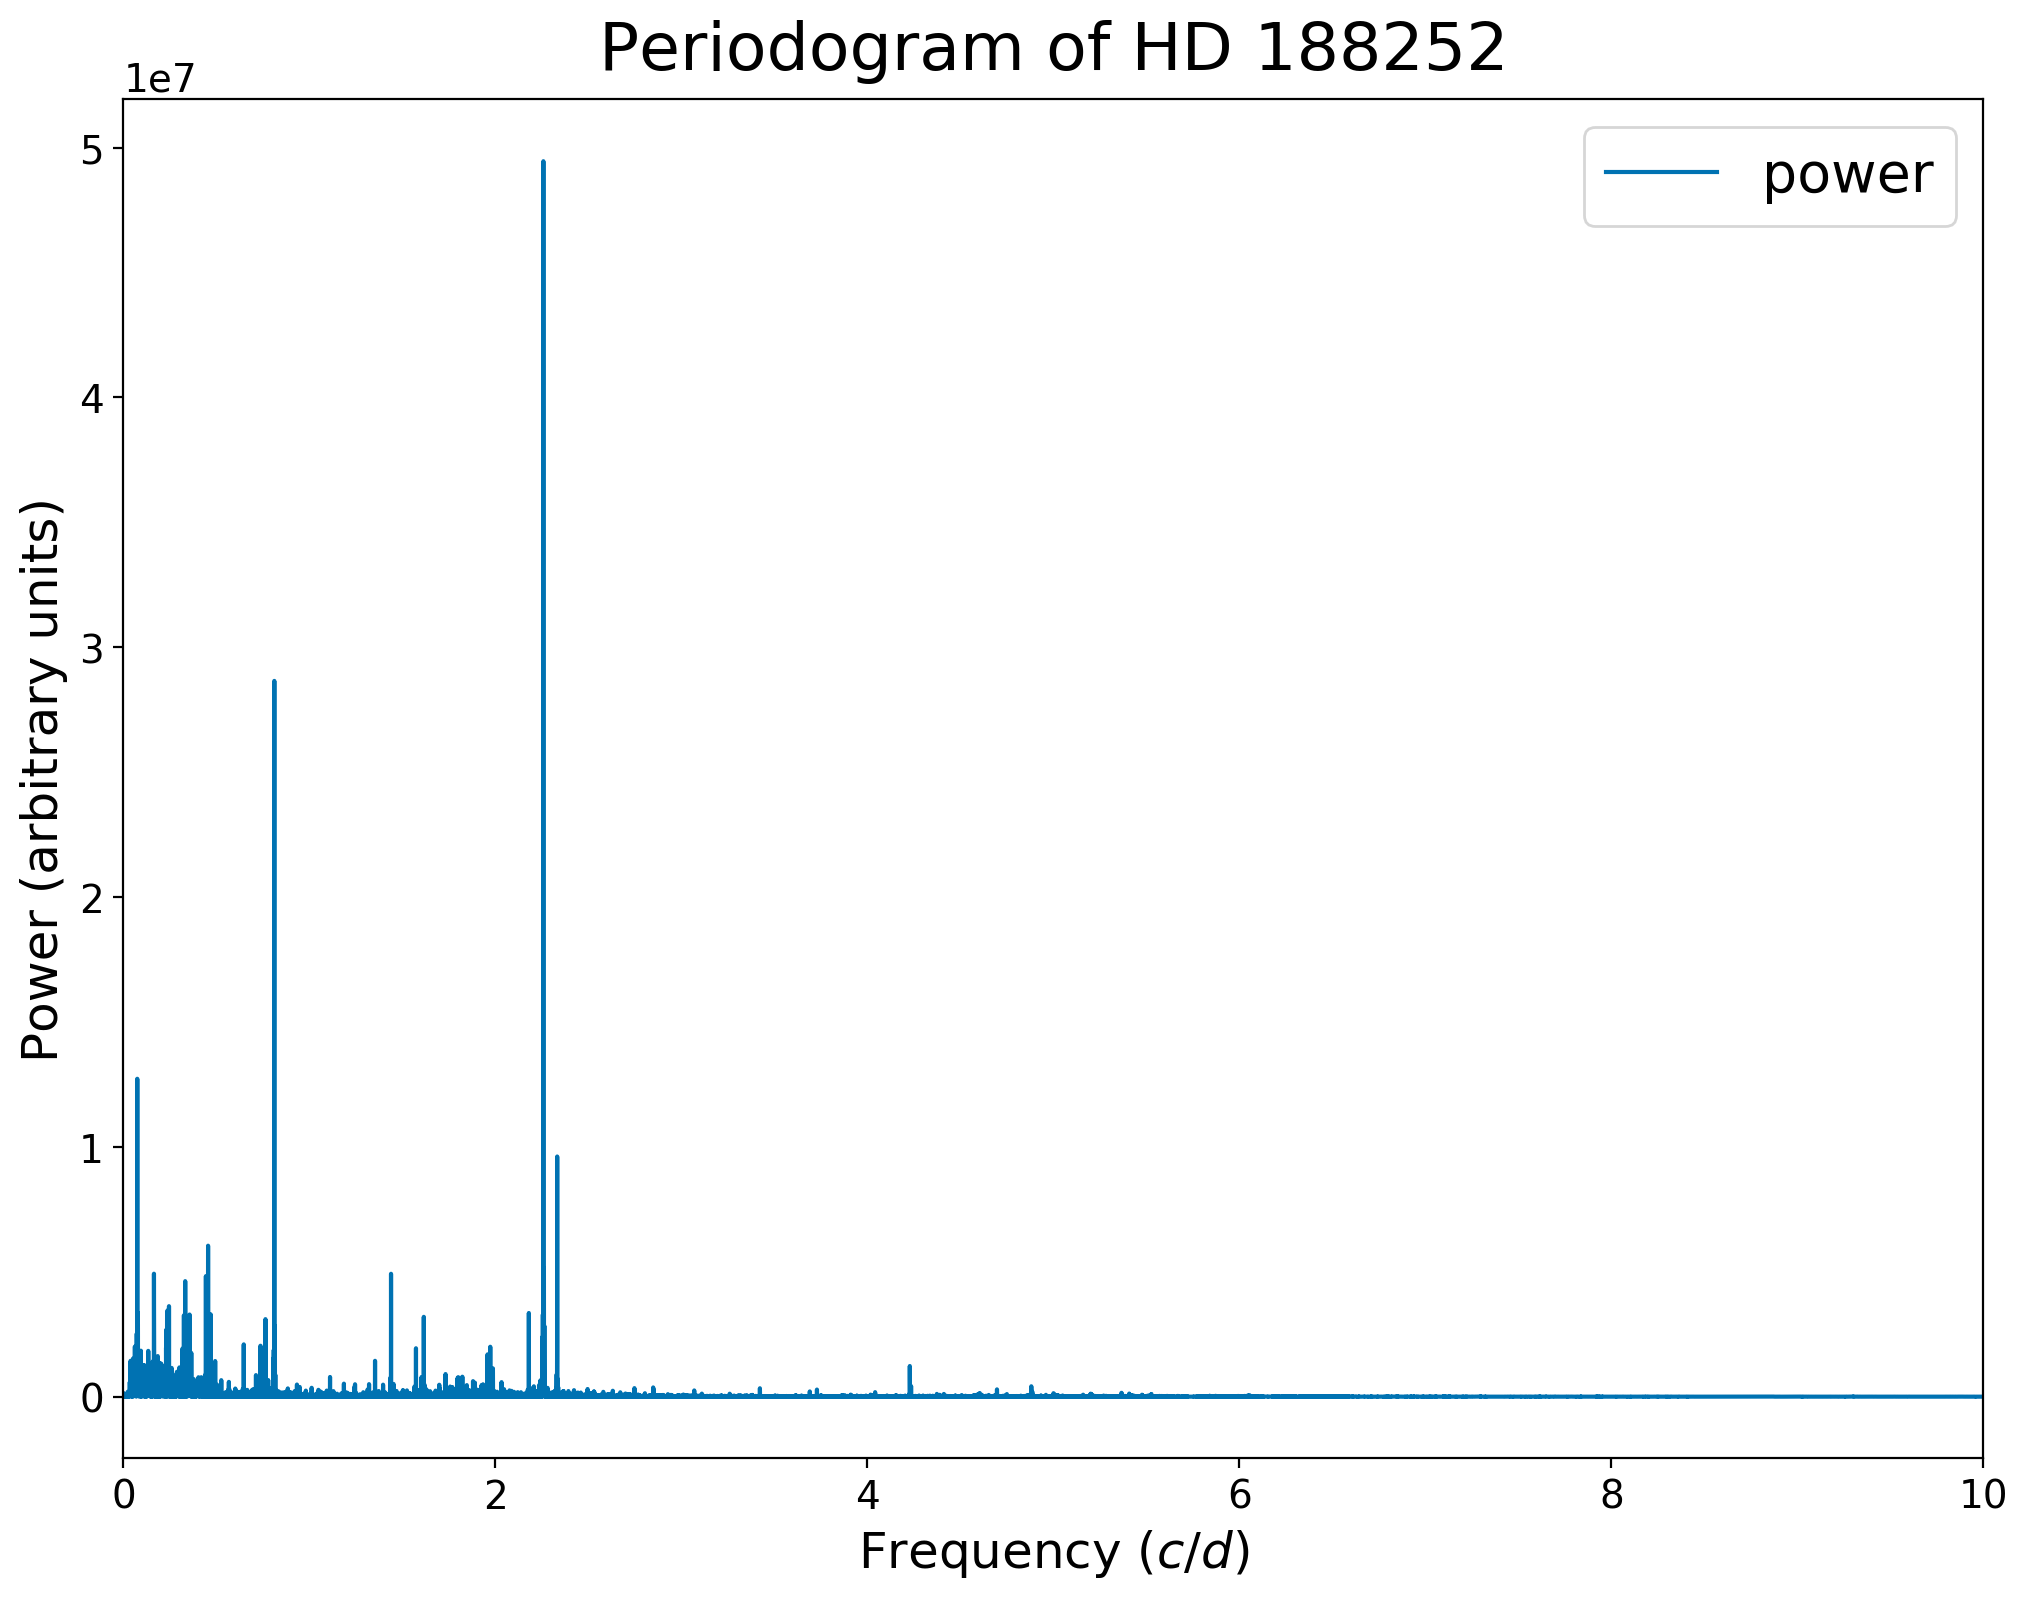 Periodogram of HD 188252
1e7
power
5
4
3
2
1
0
Power (arbitrary units)
0 2 4 6 8 10
Frequency (c/d)